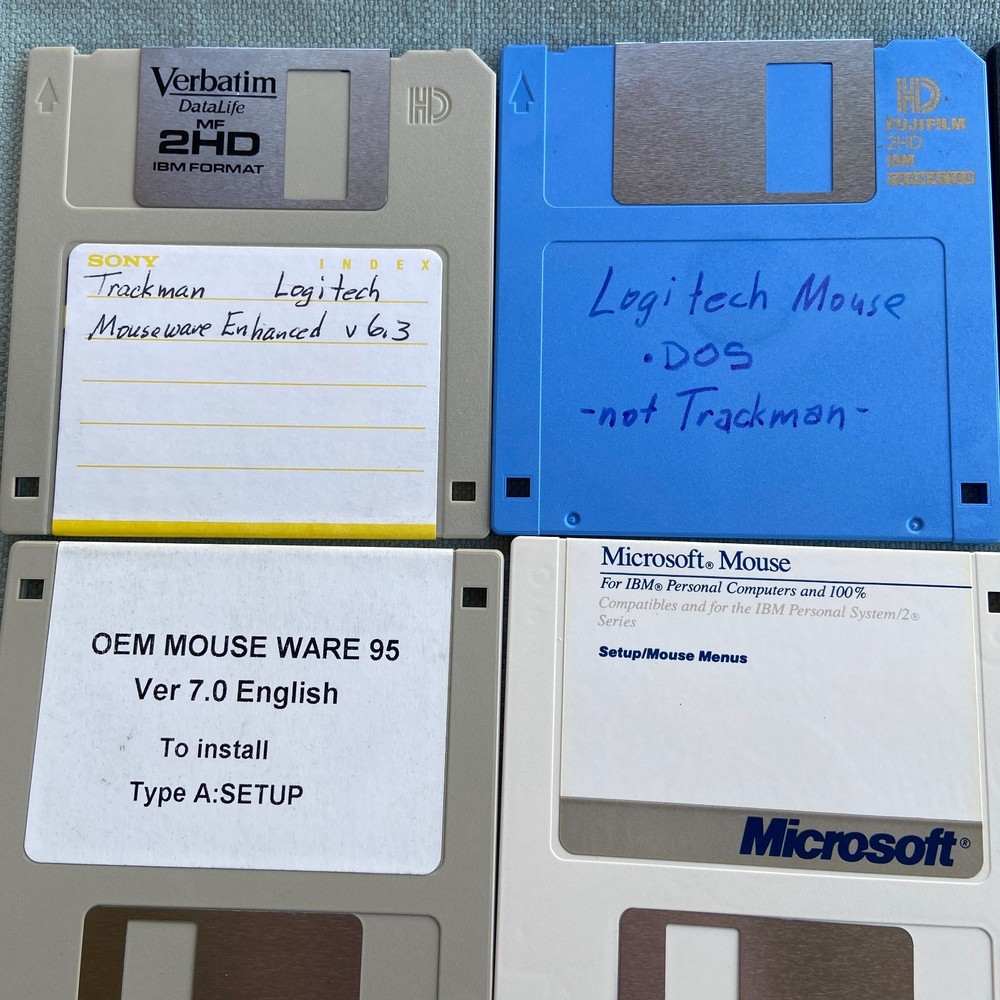 Verbatim
DataLife
MF
2HD
IBM FORMAT
HD
SONY INDEX
Trackman Logitech
Mouseware Enhanced v 6.3
HD
FUJIFILM
2HD
IBM
Logitech Mouse
•DOS
-not Trackman-
OEM MOUSE WARE 95
Ver 7.0 English
To install
Type A:SETUP
Microsoft® Mouse
For IBM® Personal Computers and 100%
Compatibles and for the IBM Personal System/2®
Series
Setup/Mouse Menus
Microsoft®